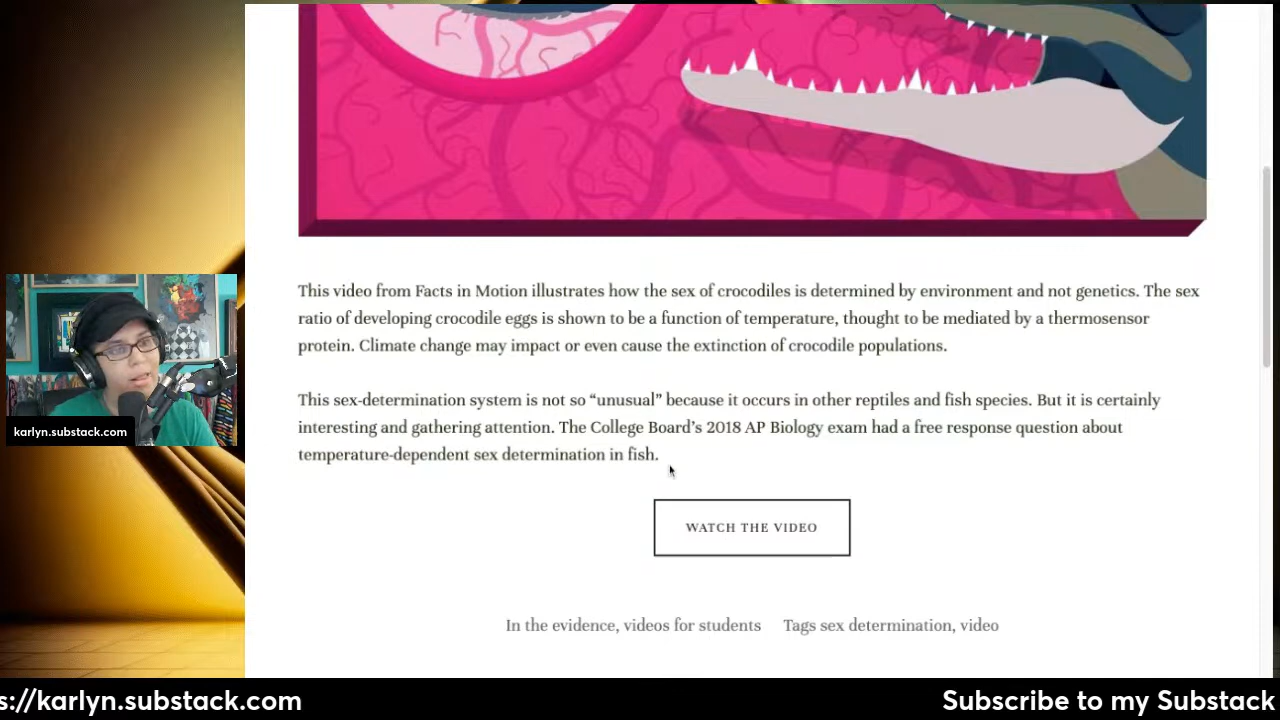 This video from Facts in Motion illustrates how the sex of crocodiles is determined by environment and not genetics. The sex
ratio of developing crocodile eggs is shown to be a function of temperature, thought to be mediated by a thermosensor
protein. Climate change may impact or even cause the extinction of crocodile populations.
This sex-determination system is not so “unusual” because it occurs in other reptiles and fish species. But it is certainly
interesting and gathering attention. The College Board’s 2018 AP Biology exam had a free response question about
temperature-dependent sex determination in fish.
karlyn.substack.com
WATCH THE VIDEO
In the evidence, videos for students Tags sex determination, video
s://karlyn.substack.com
Subscribe to my Substack